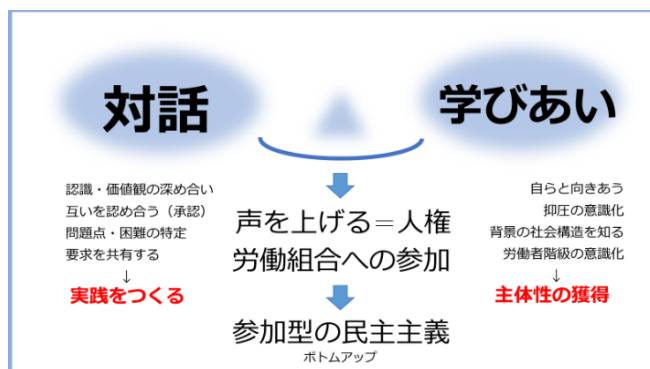 対話
学びあい
認識・価値観の深め合い
互いを認め合う（承認）
問題点・困難の特定
要求を共有する
↓
実践をつくる
声を上げる＝人権
労働組合への参加
参加型の民主主義
ボトムアップ
自らと向きあう
抑圧の意識化
背景の社会構造を知る
労働者階級の意識化
↓
主体性の獲得